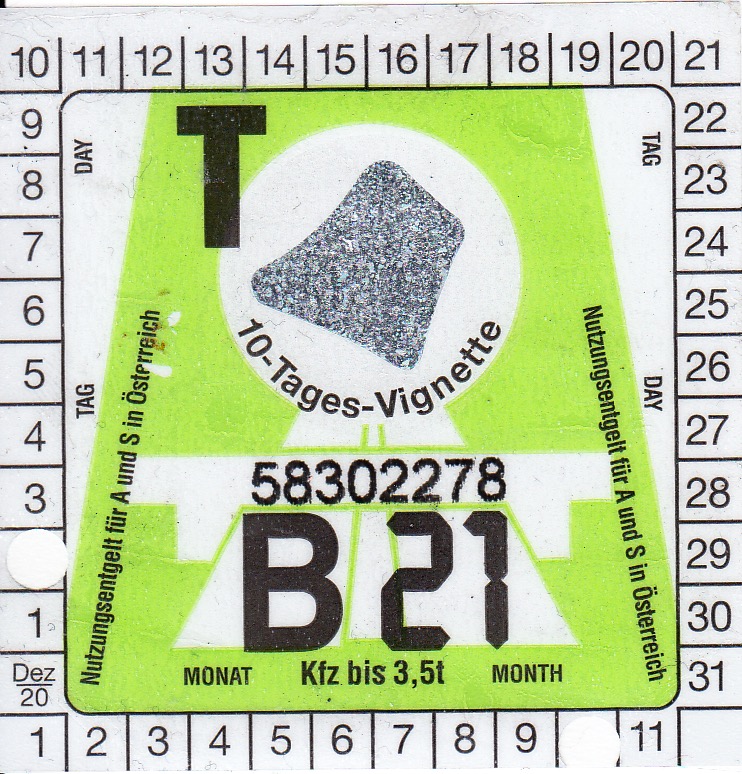 10 11 12 13 14 15 16 17 18 19 20 21
9 22
8 23
7 24
6 25
5 26
4 27
3 28
29
1 30
Dez
20
31
1 2 3 4 5 6 7 8 9 11
DAY
TAG
TAG
DAY
T
10-Tages-Vignette
Nutzungsentgelt für A und S in Österreich
Nutzungsentgelt für A und S in Österreich
58302278
B 21
MONAT Kfz bis 3,5t MONTH